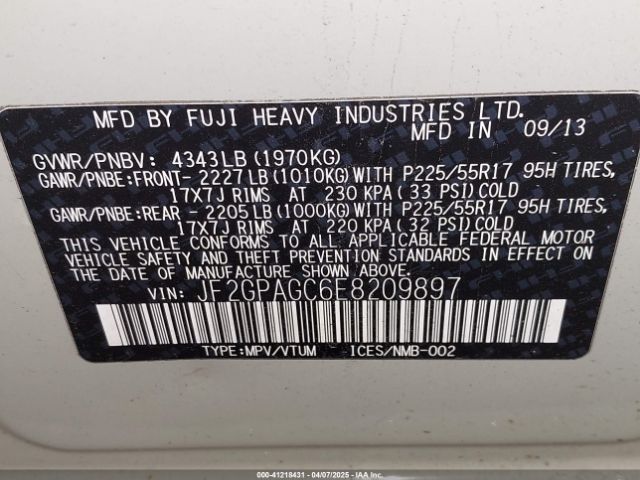 MFD BY FUJI HEAVY INDUSTRIES LTD.
MFD IN 09/13
GVWR/PNBV: 4343LB (1970KG)
GAWR/PNBE:FRONT- 2227LB (1010KG)WITH P225/55R17 95H TIRES,
17X7J RIMS AT 230 KPA( 33 PSI)COLD
GAWR/PNBE:REAR - 2205LB (1000KG)WITH P225/55R17 95H TIRES,
17X7J RIMS AT 220 KPA( 32 PSI)COLD
THIS VEHICLE CONFORMS TO ALL APPLICABLE FEDERAL MOTOR
VEHICLE SAFETY AND THEFT PREVENTION STANDARDS IN EFFECT ON
THE DATE OF MANUFACTURE SHOWN ABOVE.
VIN: JF2GPAGC6E8209897
TYPE:MPV/VTUM ICES/NMB-002
000-41218431 - 04/07/2025 - IAAI.COM